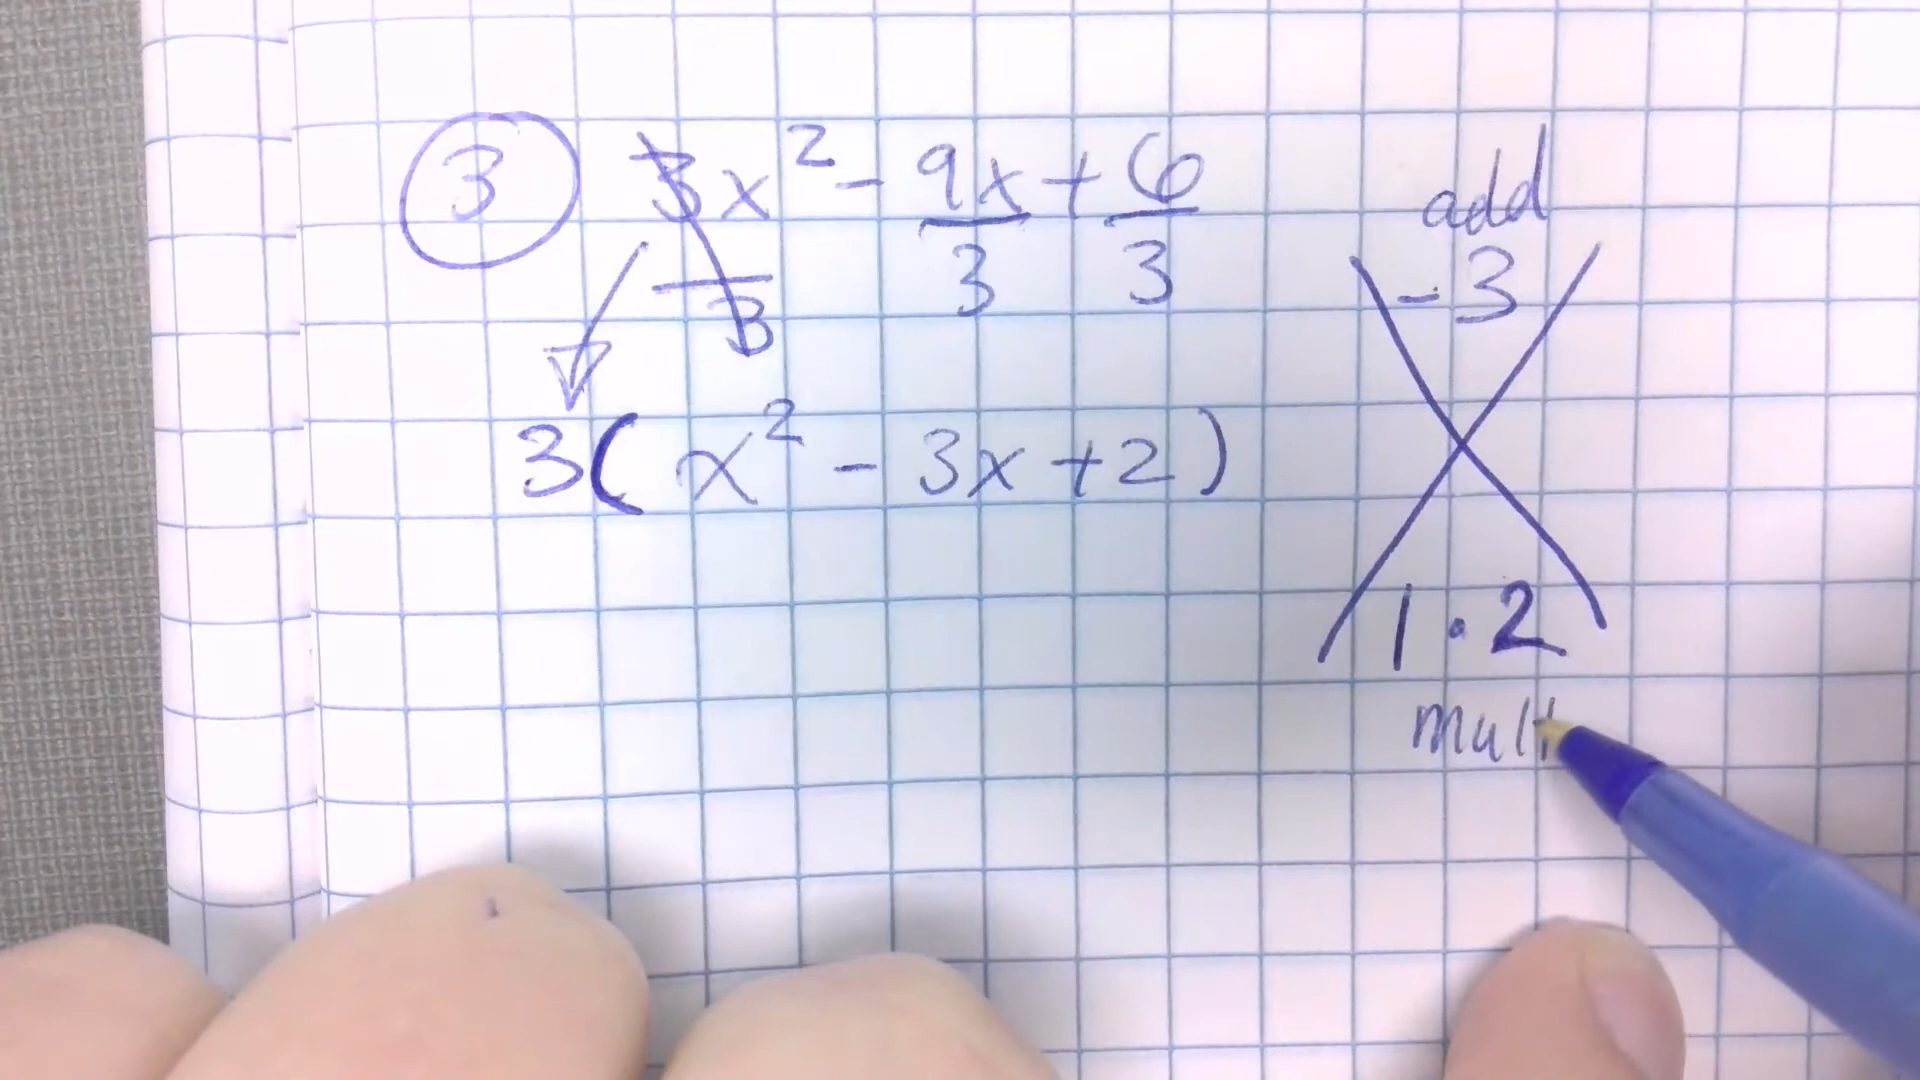 ③ 3x² - 9x + 6
3 3 3
3(x² - 3x + 2)
add
-3
1 · 2
mult